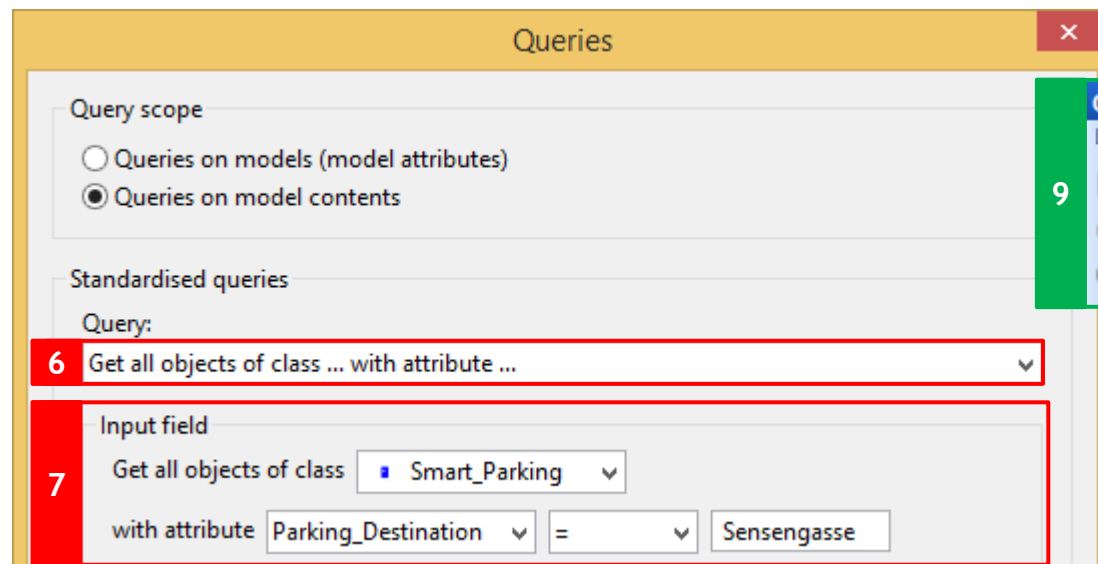 Queries
Query scope
Queries on models (model attributes)
Queries on model contents
9
Standardised queries
Query:
6 Get all objects of class ... with attribute ...
7
Input field
Get all objects of class Smart_Parking
with attribute Parking_Destination = Sensengasse